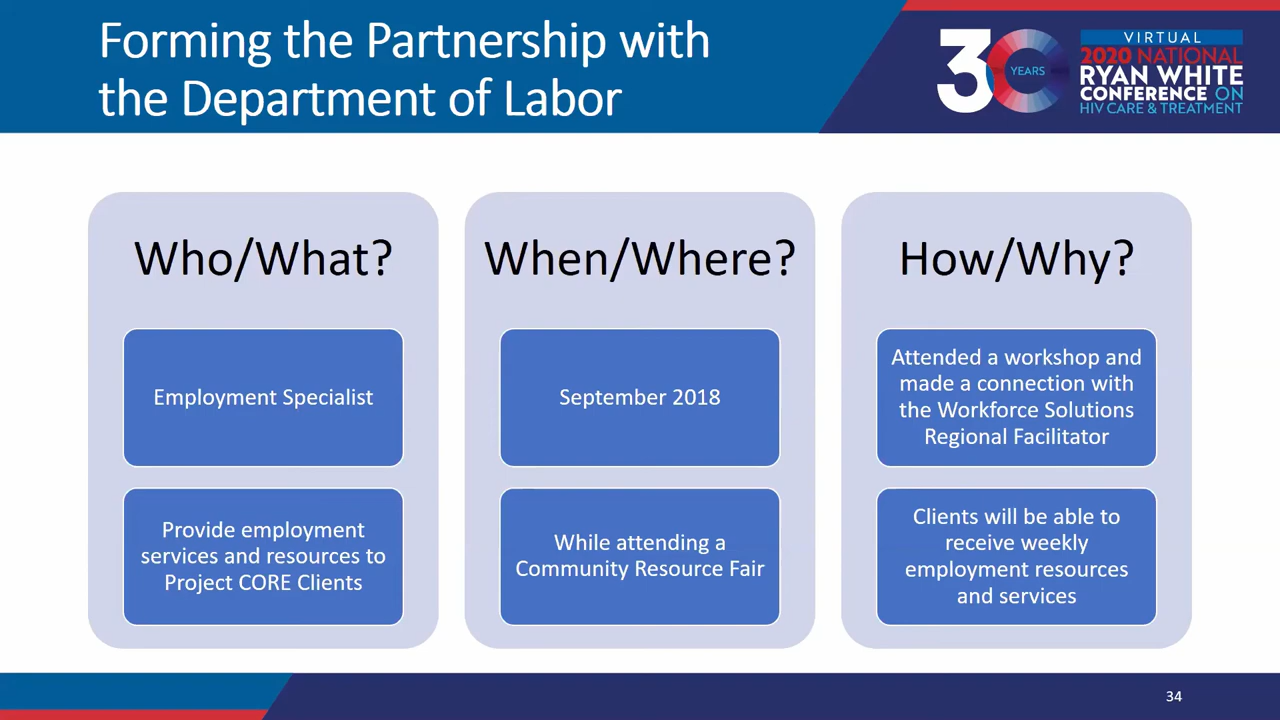 Forming the Partnership with
the Department of Labor
30
YEARS
VIRTUAL
2020 NATIONAL
RYAN WHITE
CONFERENCE ON
HIV CARE & TREATMENT
Who/What?
Employment Specialist
Provide employment
services and resources to
Project CORE Clients
When/Where?
September 2018
While attending a
Community Resource Fair
How/Why?
Attended a workshop and
made a connection with
the Workforce Solutions
Regional Facilitator
Clients will be able to
receive weekly
employment resources
and services
34